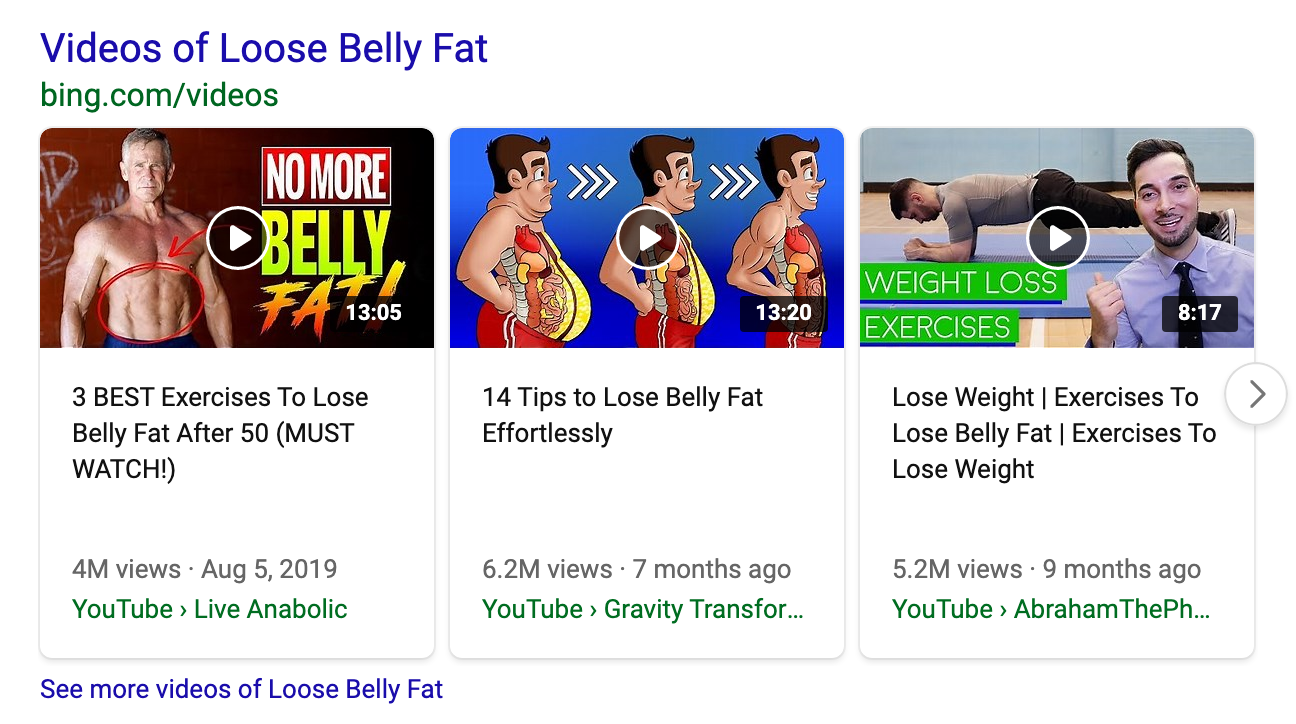 Videos of Loose Belly Fat
bing.com/videos
NO MORE
BELLY
FAT!
13:05
13:20
WEIGHT LOSS
EXERCISES
8:17
3 BEST Exercises To Lose
Belly Fat After 50 (MUST
WATCH!)
4M views · Aug 5, 2019
YouTube › Live Anabolic
14 Tips to Lose Belly Fat
Effortlessly
6.2M views · 7 months ago
YouTube › Gravity Transfor...
Lose Weight | Exercises To
Lose Belly Fat | Exercises To
Lose Weight
5.2M views · 9 months ago
YouTube › AbrahamThePh...
See more videos of Loose Belly Fat